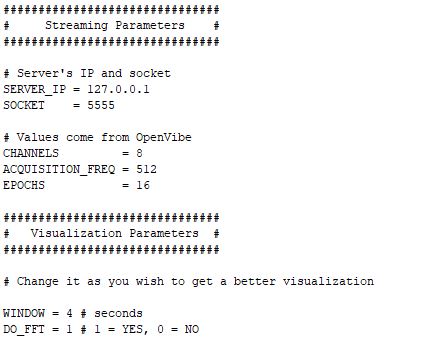 ###############################
#     Streaming Parameters    #
###############################
# Server's IP and socket
SERVER_IP = 127.0.0.1
SOCKET    = 5555
# Values come from OpenVibe
CHANNELS         = 8
ACQUISITION_FREQ = 512
EPOCHS           = 16
###############################
#   Visualization Parameters  #
###############################
# Change it as you wish to get a better visualization
WINDOW = 4 # seconds
DO_FFT = 1 # 1 = YES, 0 = NO